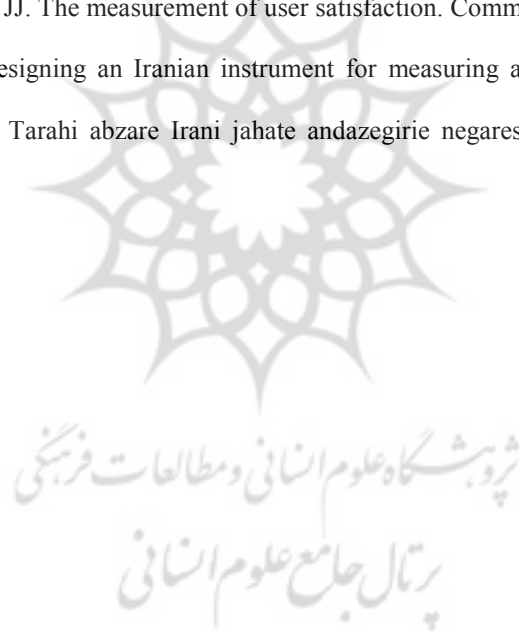 JJ. The measurement of user satisfaction. Comm
esigning an Iranian instrument for measuring a
Tarahi abzare Irani jahate andazegirie negares
پژوهشگاه علوم انسانی و مطالعات فرهنگی
پرتال جامع علوم انسانی